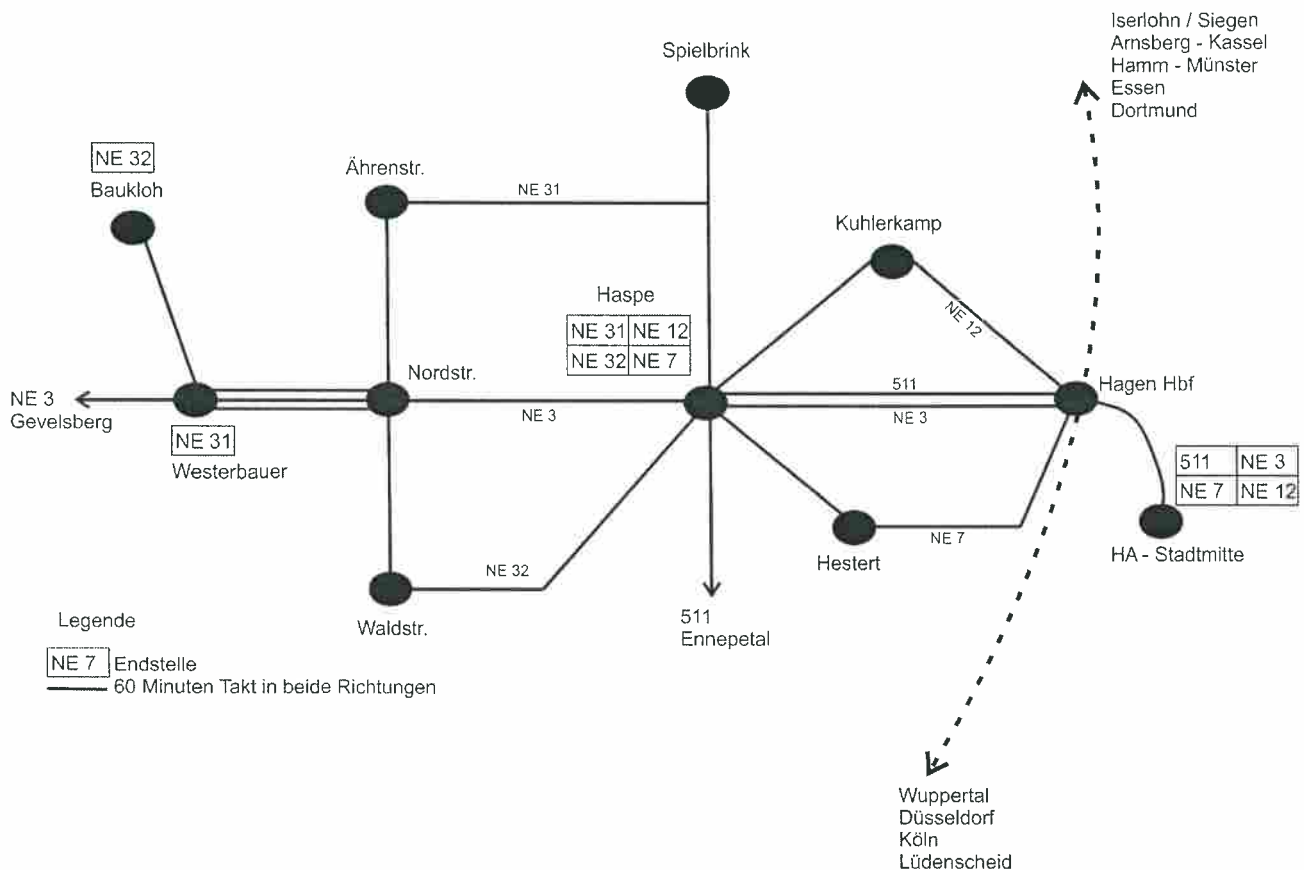 Iserlohn / Siegen
Arnsberg - Kassel
Hamm - Münster
Essen
Dortmund
Spielbrink
NE 32
Baukloh
Ährenstr.
NE 31
Kuhlerkamp
NE 12
Haspe
NE 31 NE 12
NE 32 NE 7
Nordstr.
NE 3
Gevelsberg
NE 3
511
NE 3
Hagen Hbf
NE 31
Westerbauer
511 NE 3
NE 7 NE 12
HA - Stadtmitte
Hestert
NE 7
NE 32
Waldstr.
511
Ennepetal
Legende
NE 7 Endstelle
60 Minuten Takt in beide Richtungen
Wuppertal
Düsseldorf
Köln
Lüdenscheid